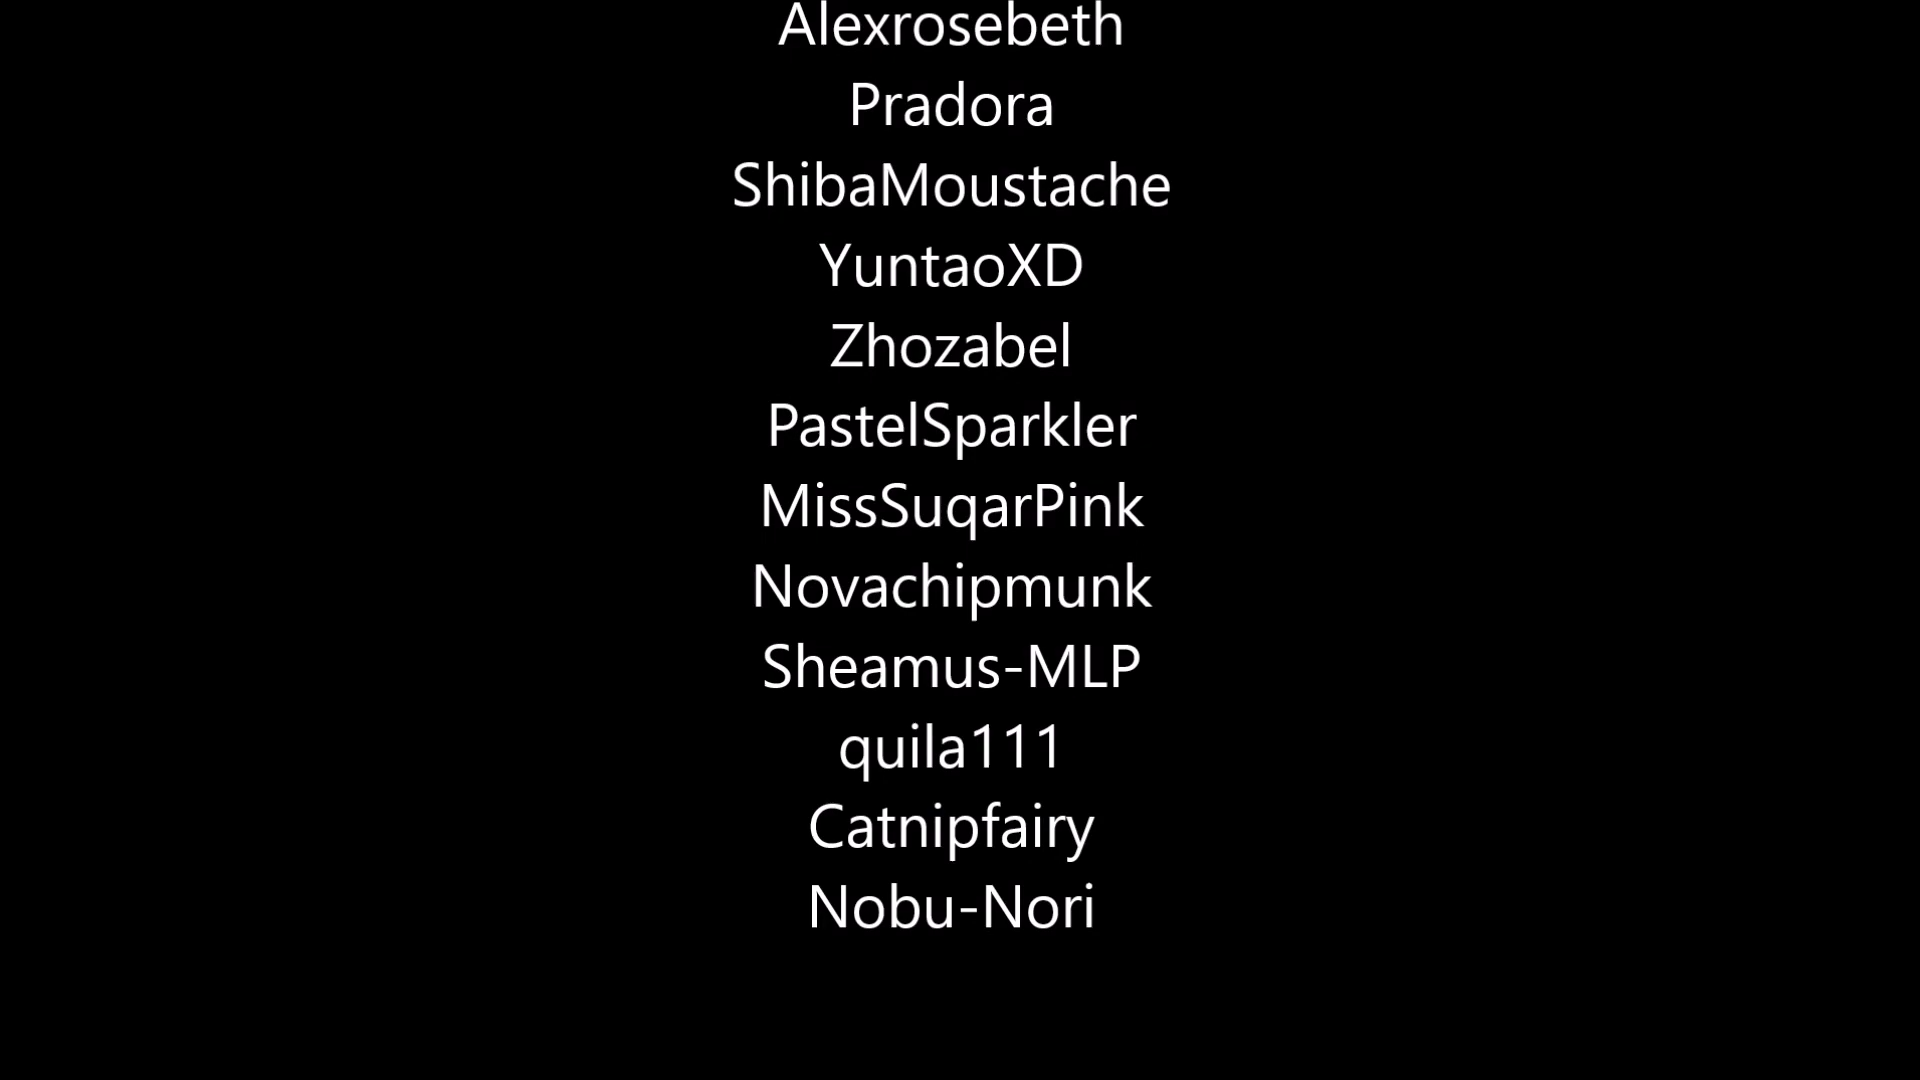 Alexrosebeth
Pradora
ShibaMoustache
YuntaoXD
Zhozabel
PastelSparkler
MissSuqarPink
Novachipmunk
Sheamus-MLP
quila111
Catnipfairy
Nobu-Nori